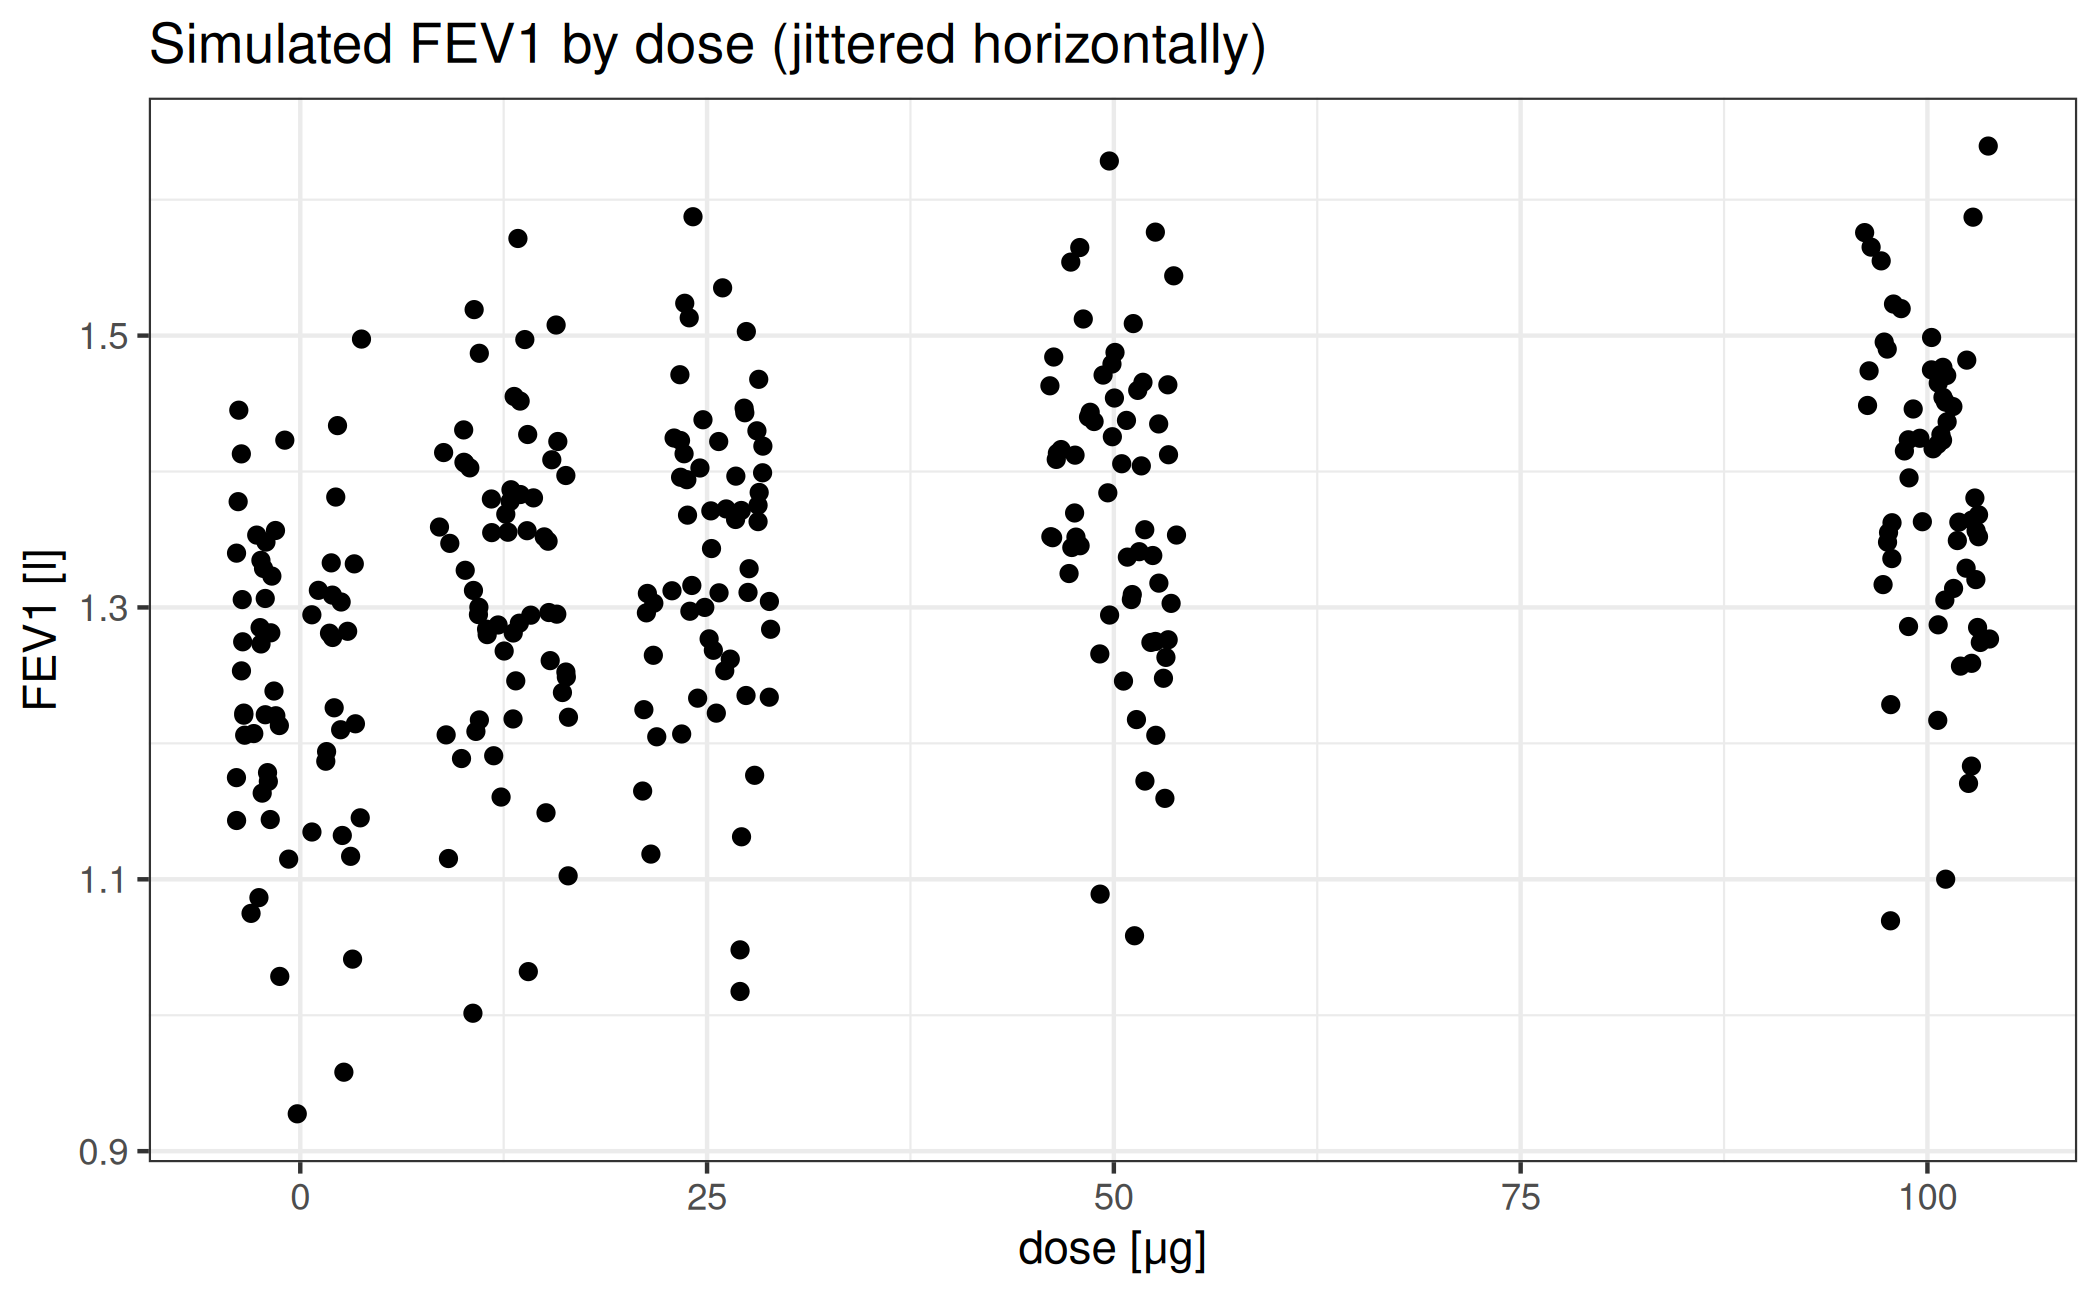 Simulated FEV1 by dose (jittered horizontally)
FEV1 [l]
1.5
1.3
1.1
0.9
0 25 50 75 100
dose [µg]